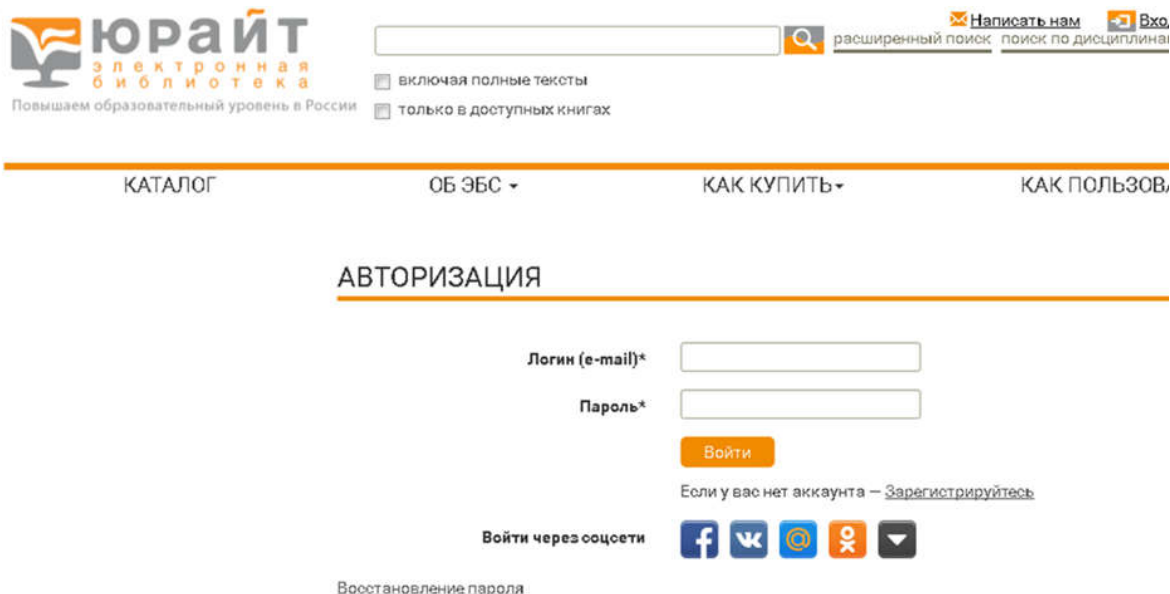 юрайт
электронная
библиотека
Повышаем образовательный уровень в России
Написать нам
расширенный поиск поиск по
включая полные тексты
только в доступных книгах
КАТАЛОГ ОБ ЭБС КАК КУПИТЬ КАК
АВТОРИЗАЦИЯ
Логин (e-mail)*
Пароль*
Войти
Если у вас нет аккаунта — Зарегистрируйтесь
Войти через соцсети
Восстановление пароля